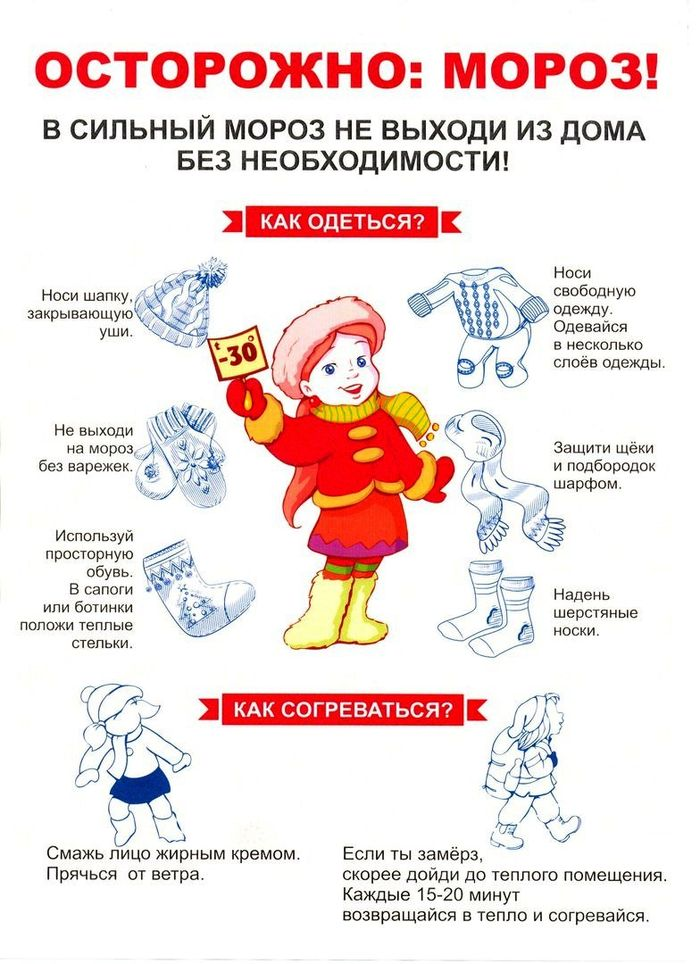 ОСТОРОЖНО: МОРОЗ!
В СИЛЬНЫЙ МОРОЗ НЕ ВЫХОДИ ИЗ ДОМА
БЕЗ НЕОБХОДИМОСТИ!
КАК ОДЕТЬСЯ?
Носи шапку,
закрывающую
уши.
t -30°
Носи
свободную
одежду.
Одевайся
в несколько
слоёв одежды.
Не выходи
на мороз
без варежек.
Защити щёки
и подбородок
шарфом.
Используй
просторную
обувь.
В сапоги
или ботинки
положи теплые
стельки.
Надень
шерстяные
носки.
КАК СОГРЕВАТЬСЯ?
Смажь лицо жирным кремом.
Прячься от ветра.
Если ты замёрз,
скорее дойди до теплого помещения.
Каждые 15-20 минут
возвращайся в тепло и согревайся.